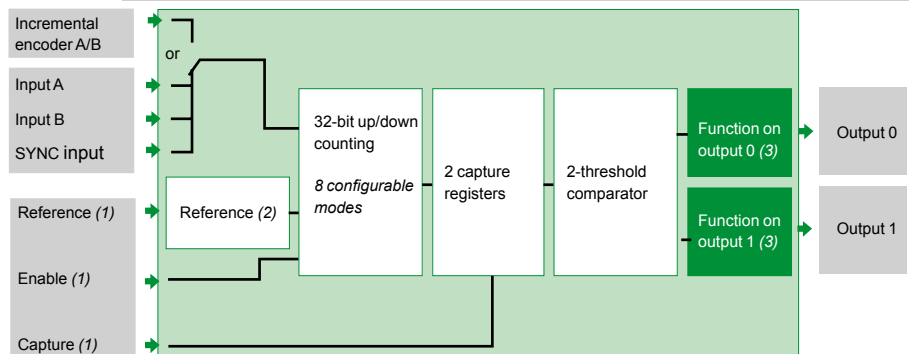 Incremental
encoder A/B
or
Input A
Input B
SYNC input
Reference (1)
Enable (1)
Capture (1)
Reference (2)
32-bit up/down
counting
8 configurable
modes
2 capture
registers
2-threshold
comparator
Function on
output 0 (3)
Function on
output 1 (3)
Output 0
Output 1